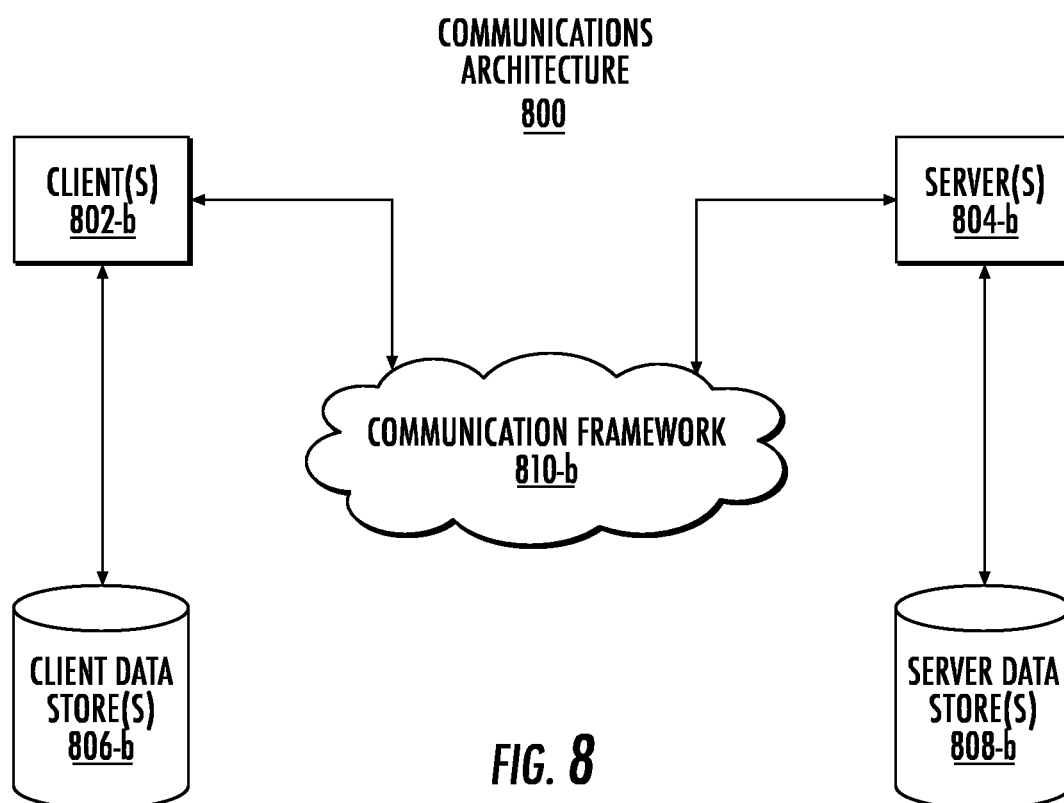 COMMUNICATIONS
ARCHITECTURE
800
CLIENT(S)
802-b
SERVER(S)
804-b
COMMUNICATION FRAMEWORK
810-b
CLIENT DATA
STORE(S)
806-b
SERVER DATA
STORE(S)
808-b
FIG. 8